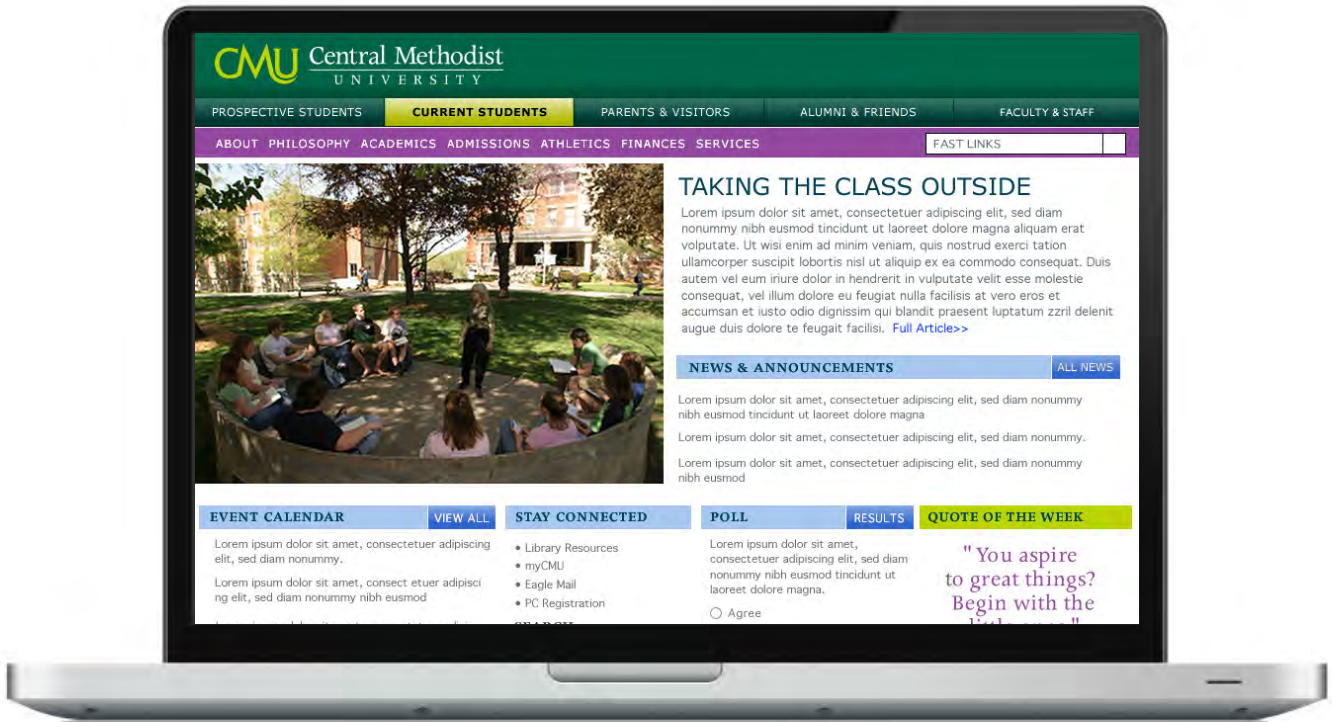 CMU Central Methodist
UNIVERSITY
PROSPECTIVE STUDENTS CURRENT STUDENTS PARENTS & VISITORS ALUMNI & FRIENDS FACULTY & STAFF
ABOUT PHILOSOPHY ACADEMICS ADMISSIONS ATHLETICS FINANCES SERVICES FAST LINKS
TAKING THE CLASS OUTSIDE
Lorem ipsum dolor sit amet, consectetuer adipiscing elit, sed diam
nonummy nibh eusmod tincidunt ut laoreet dolore magna aliquam erat
volputate. Ut wisi enim ad minim veniam, quis nostrud exerci tation
ullamcorper suscipit lobortis nisl ut aliquip ex ea commodo consequat. Duis
autem vel eum iriure dolor in hendrerit in vulputate velit esse molestie
consequat, vel illum dolore eu feugiat nulla facilisis at vero eros et
accumsan et iusto odio dignissim qui blandit praesent luptatum zzril delenit
augue duis dolore te feugait facilisi. Full Article>>
NEWS & ANNOUNCEMENTS ALL NEWS
Lorem ipsum dolor sit amet, consectetuer adipiscing elit, sed diam nonummy
nibh eusmod tincidunt ut laoreet dolore magna
Lorem ipsum dolor sit amet, consectetuer adipiscing elit, sed diam nonummy.
Lorem ipsum dolor sit amet, consectetuer adipiscing elit, sed diam nonummy
nibh eusmod
EVENT CALENDAR VIEW ALL
Lorem ipsum dolor sit amet, consectetuer adipiscing
elit, sed diam nonummy.
Lorem ipsum dolor sit amet, consect etuer adipisci
ng elit, sed diam nonummy nibh eusmod
STAY CONNECTED
• Library Resources
• myCMU
• Eagle Mail
• PC Registration
SEARCH
POLL RESULTS
Lorem ipsum dolor sit amet,
consectetuer adipiscing elit, sed diam
nonummy nibh eusmod tincidunt ut
laoreet dolore magna.
Agree
QUOTE OF THE WEEK
"You aspire
to great things?
Begin with the
little ones."